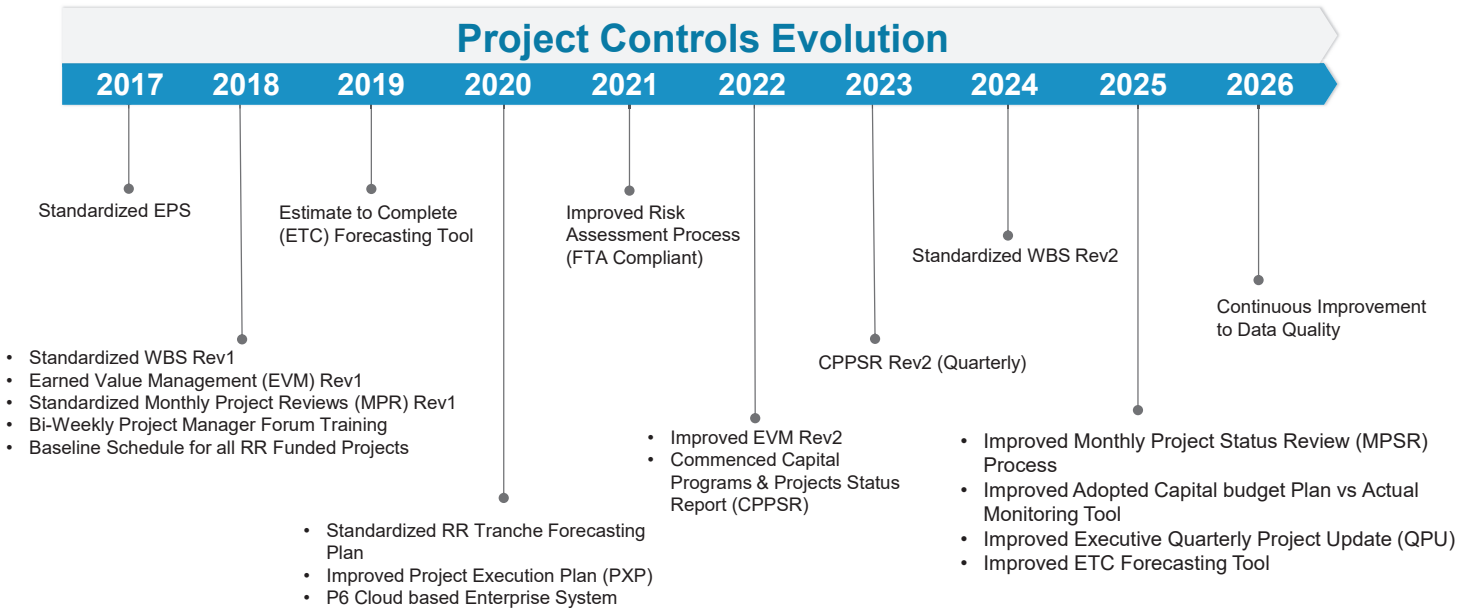 Project Controls Evolution
2017 2018 2019 2020 2021 2022 2023 2024 2025 2026
Standardized EPS
• Standardized WBS Rev1
• Earned Value Management (EVM) Rev1
• Standardized Monthly Project Reviews (MPR) Rev1
• Bi-Weekly Project Manager Forum Training
• Baseline Schedule for all RR Funded Projects
Estimate to Complete
(ETC) Forecasting Tool
• Standardized RR Tranche Forecasting
Plan
• Improved Project Execution Plan (PXP)
• P6 Cloud based Enterprise System
Improved Risk
Assessment Process
(FTA Compliant)
• Improved EVM Rev2
• Commenced Capital
Programs & Projects Status
Report (CPPSR)
CPPSR Rev2 (Quarterly)
Standardized WBS Rev2
• Improved Monthly Project Status Review (MPSR)
Process
• Improved Adopted Capital budget Plan vs Actual
Monitoring Tool
• Improved Executive Quarterly Project Update (QPU)
• Improved ETC Forecasting Tool
Continuous Improvement
to Data Quality